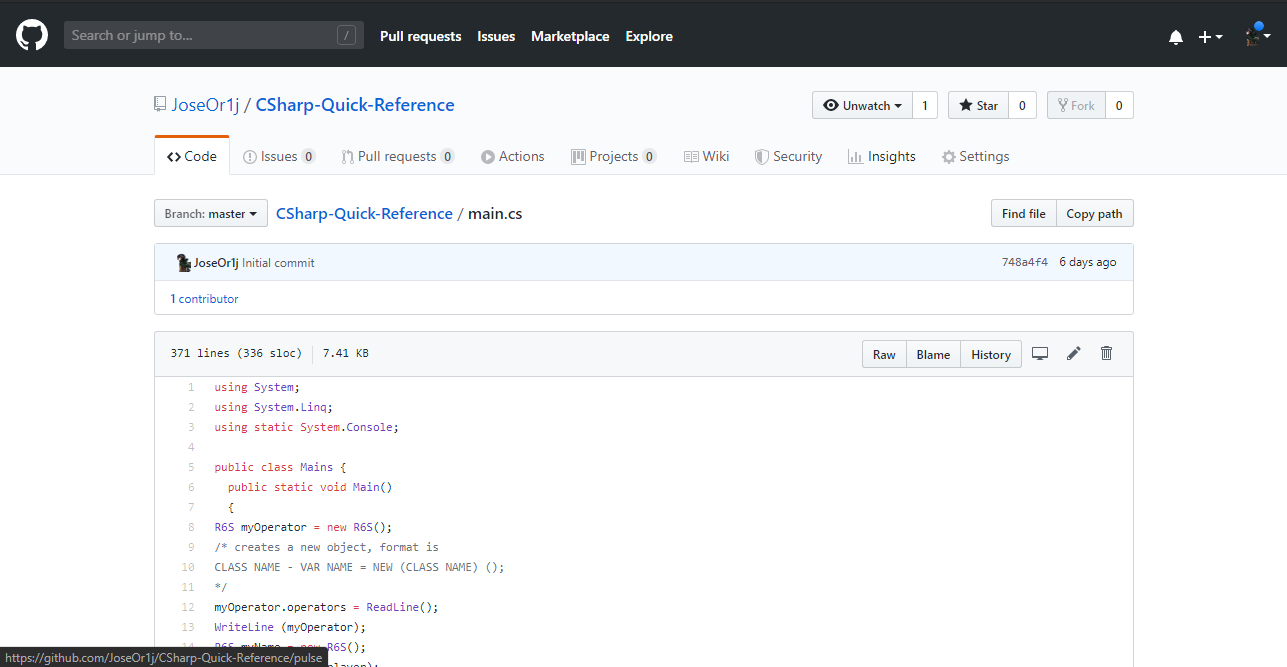 Search or jump to... / Pull requests Issues Marketplace Explore
JoseOr1j / CSharp-Quick-Reference Unwatch 1 Star 0 Fork 0
Code Issues 0 Pull requests 0 Actions Projects 0 Wiki Security Insights Settings
Branch: master CSharp-Quick-Reference / main.cs Find file Copy path
JoseOr1j Initial commit 748a4f4 6 days ago
1 contributor
371 lines (336 sloc) 7.41 KB Raw Blame History
1 using System;
2 using System.Linq;
3 using static System.Console;
4
5 public class Mains {
6 public static void Main()
7 {
8 R6S myOperator = new R6S();
9 /* creates a new object, format is
10 CLASS NAME - VAR NAME = NEW (CLASS NAME) ();
11 */
12 myOperator.operators = ReadLine();
13 WriteLine (myOperator);
14 R6S myName = new R6S();
https://github.com/JoseOr1j/CSharp-Quick-Reference/pulse